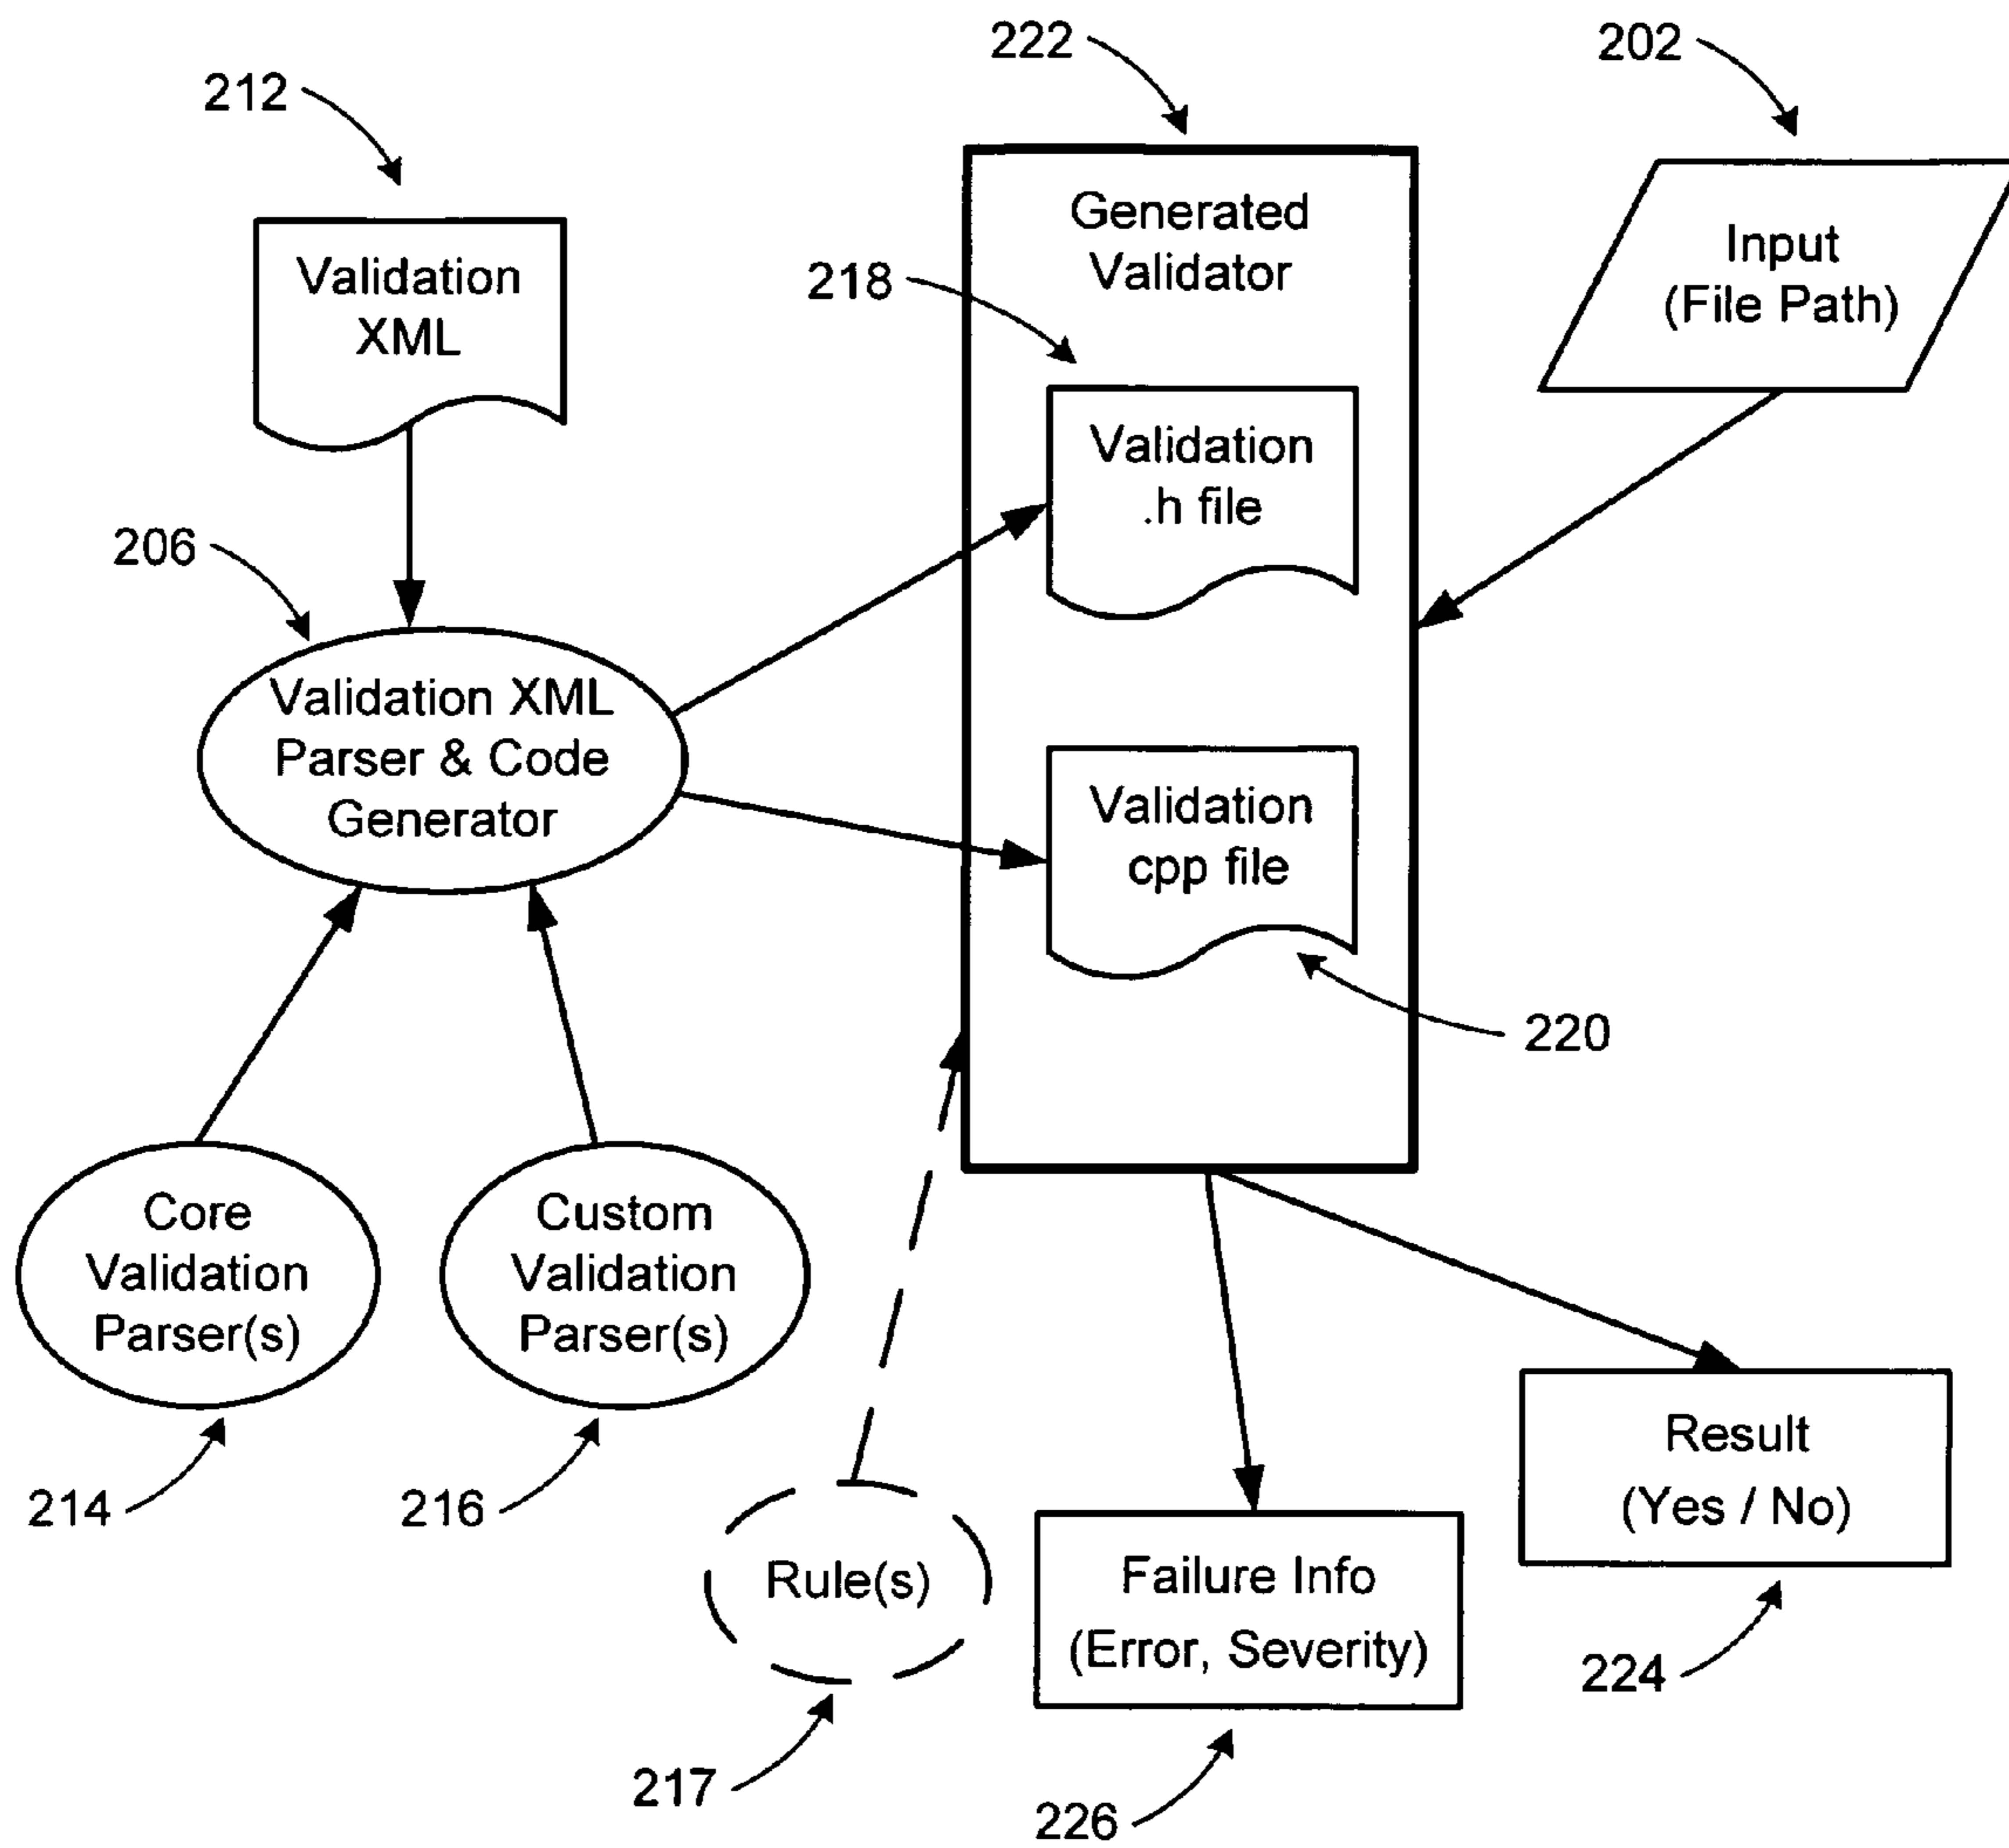 222
202
212
Generated
Validator
Input
(File Path)
Validation
XML
218
Validation
.h file
206
Validation XML
Parser & Code
Generator
Validation
cpp file
220
Core
Validation
Parser(s)
Custom
Validation
Parser(s)
Result
(Yes / No)
214
216
Rule(s)
Failure Info
(Error, Severity)
224
217
226